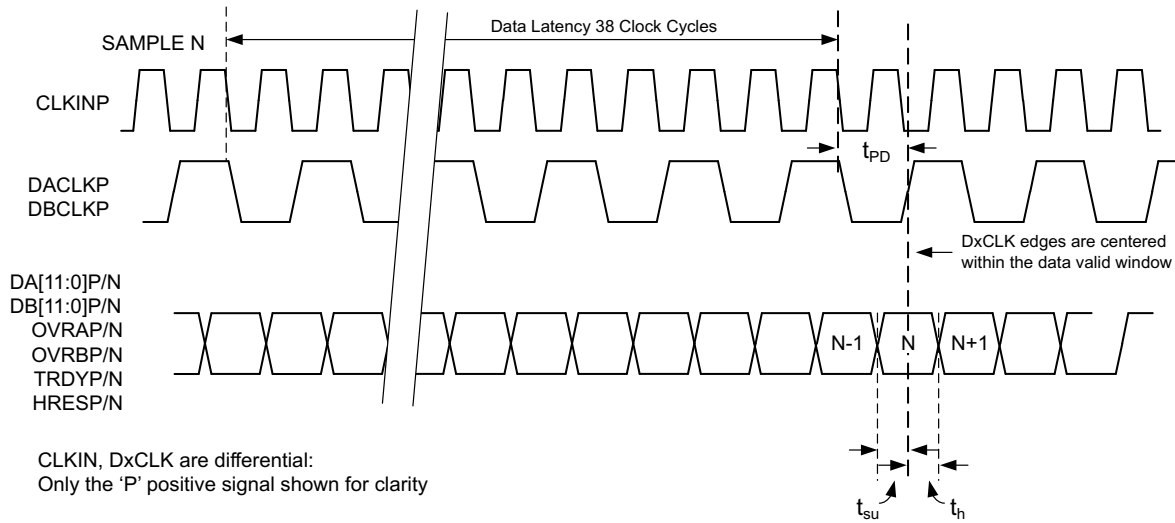 Data Latency 38 Clock Cycles
SAMPLE N
CLKINP
tPD
DACLKP
DBCLKP
DxCLK edges are centered
within the data valid window
DA[11:0]P/N
DB[11:0]P/N
OVRAP/N
OVRBP/N
TRDYP/N
HRESP/N
N-1
N
N+1
CLKIN, DxCLK are differential:
Only the ‘P’ positive signal shown for clarity
tsu
th